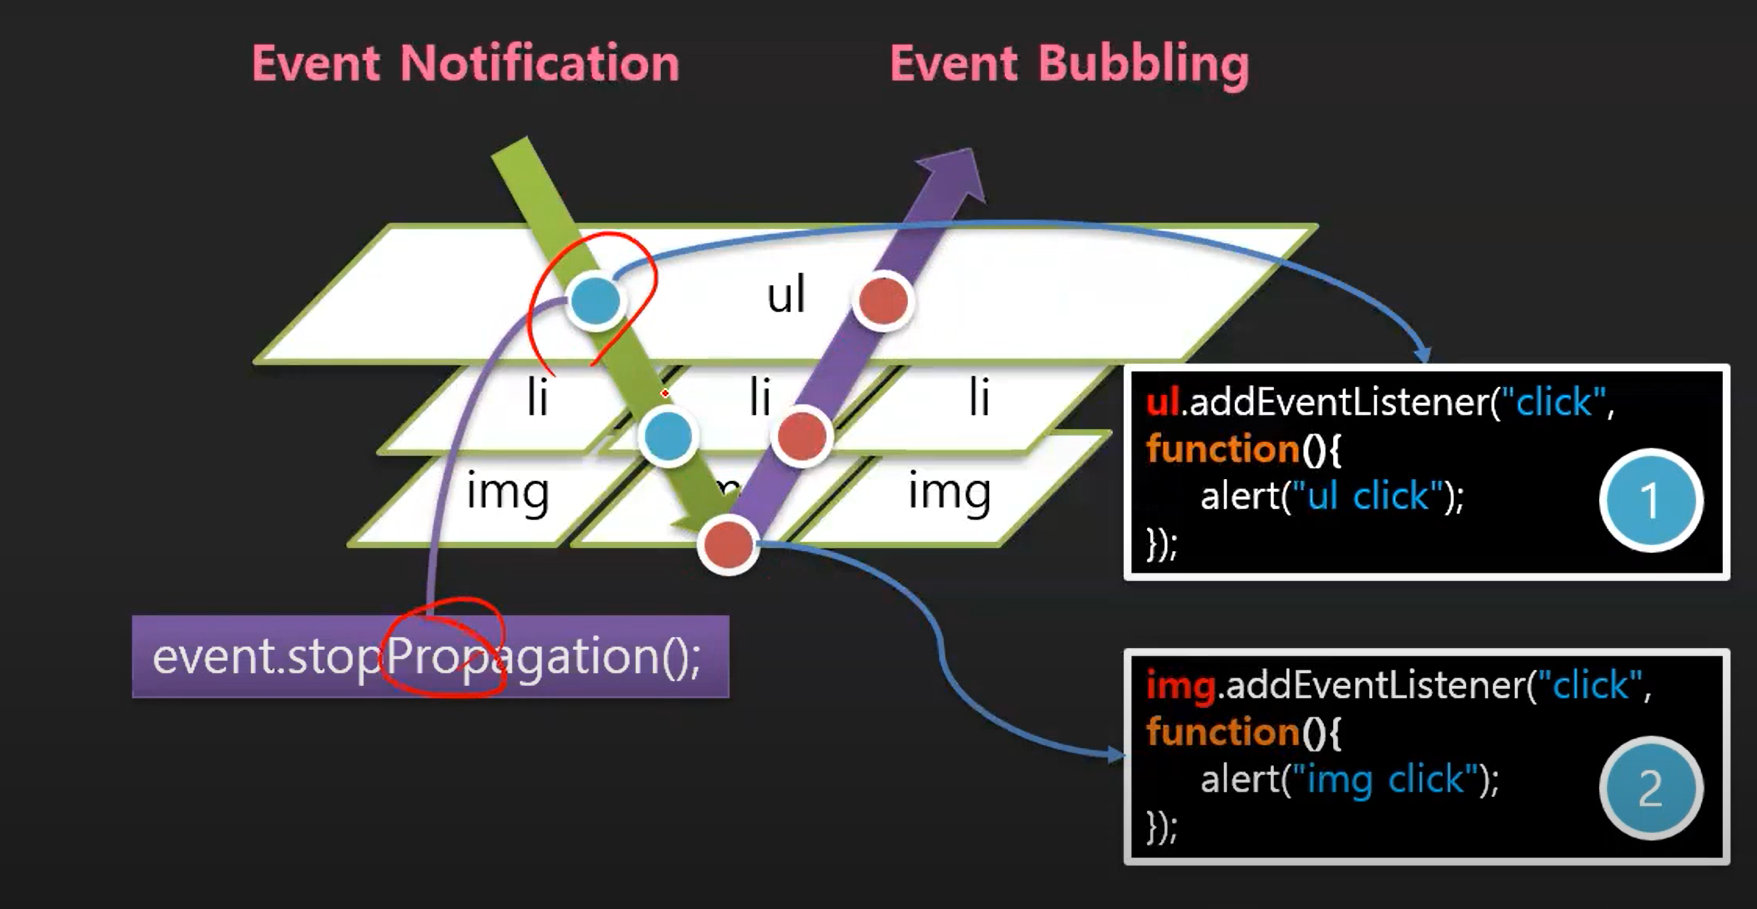 Event Notification
Event Bubbling
ul
li
li
li
img
img
event.stopPropagation();
ul.addEventListener("click",
function(){
alert("ul click");
});
1
img.addEventListener("click",
function(){
alert("img click");
});
2